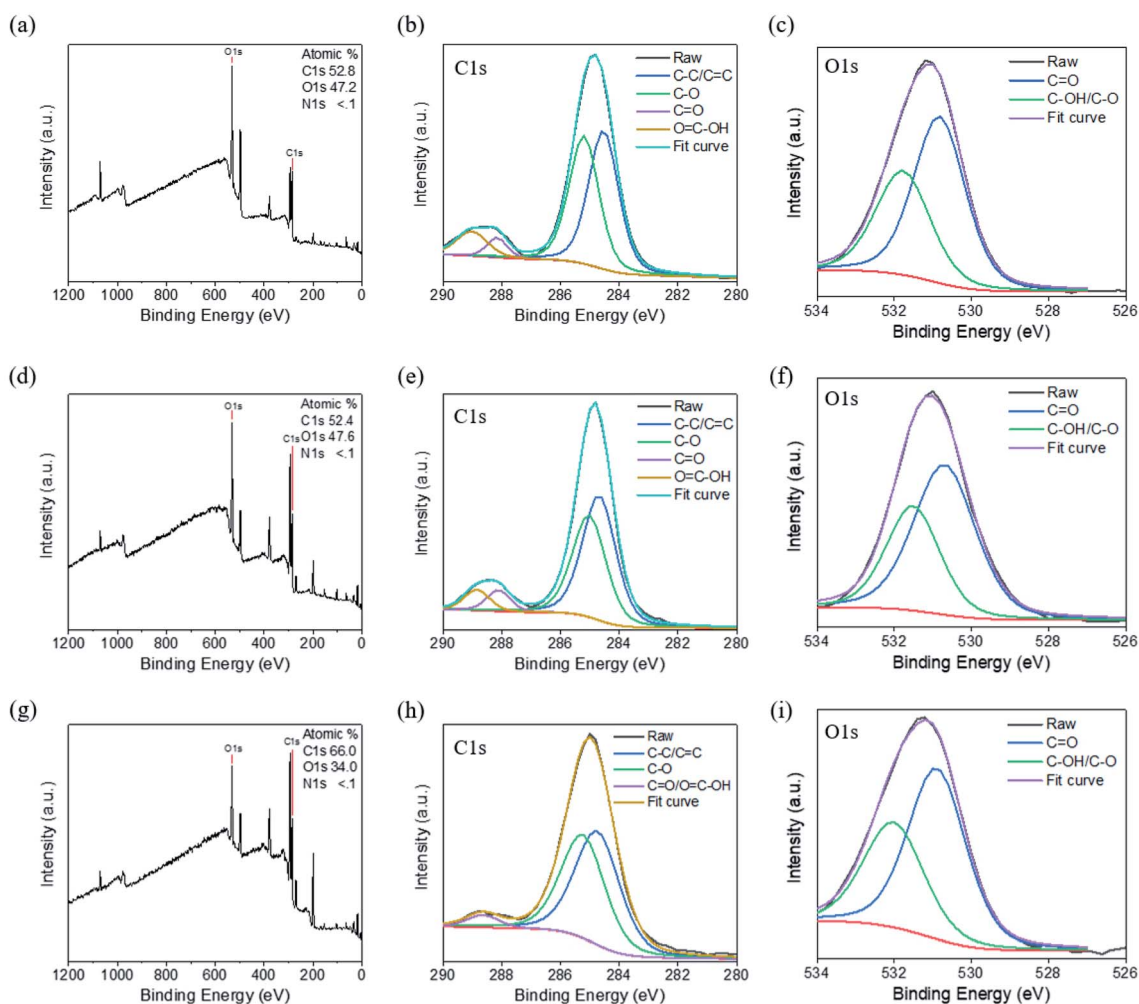 (a)
O1s
Atomic %
C1s 52.8
O1s 47.2
N1s <.1
C1s
Intensity (a.u.)
1200 1000 800 600 400 200 0
Binding Energy (eV)
(b)
C1s
Raw
C-C/C=C
C-O
C=O
O=C-OH
Fit curve
Intensity (a.u.)
290 288 286 284 282 280
Binding Energy (eV)
(c)
O1s
Raw
C=O
C-OH/C-O
Fit curve
Intensity (a.u.)
534 532 530 528 526
Binding Energy (eV)
(d)
O1s
Atomic %
C1s 52.4
C1s O1s 47.6
N1s <.1
Intensity (a.u.)
1200 1000 800 600 400 200 0
Binding Energy (eV)
(e)
C1s
Raw
C-C/C=C
C-O
C=O
O=C-OH
Fit curve
Intensity (a.u.)
290 288 286 284 282 280
Binding Energy (eV)
(f)
O1s
Raw
C=O
C-OH/C-O
Fit curve
Intensity (a.u.)
534 532 530 528 526
Binding Energy (eV)
(g)
O1s
C1s
Atomic %
C1s 66.0
O1s 34.0
N1s <.1
Intensity (a.u.)
1200 1000 800 600 400 200 0
Binding Energy (eV)
(h)
C1s
Raw
C-C/C=C
C-O
C=O/O=C-OH
Fit curve
Intensity (a.u.)
290 288 286 284 282 280
Binding Energy (eV)
(i)
O1s
Raw
C=O
C-OH/C-O
Fit curve
Intensity (a.u.)
534 532 530 528 526
Binding Energy (eV)